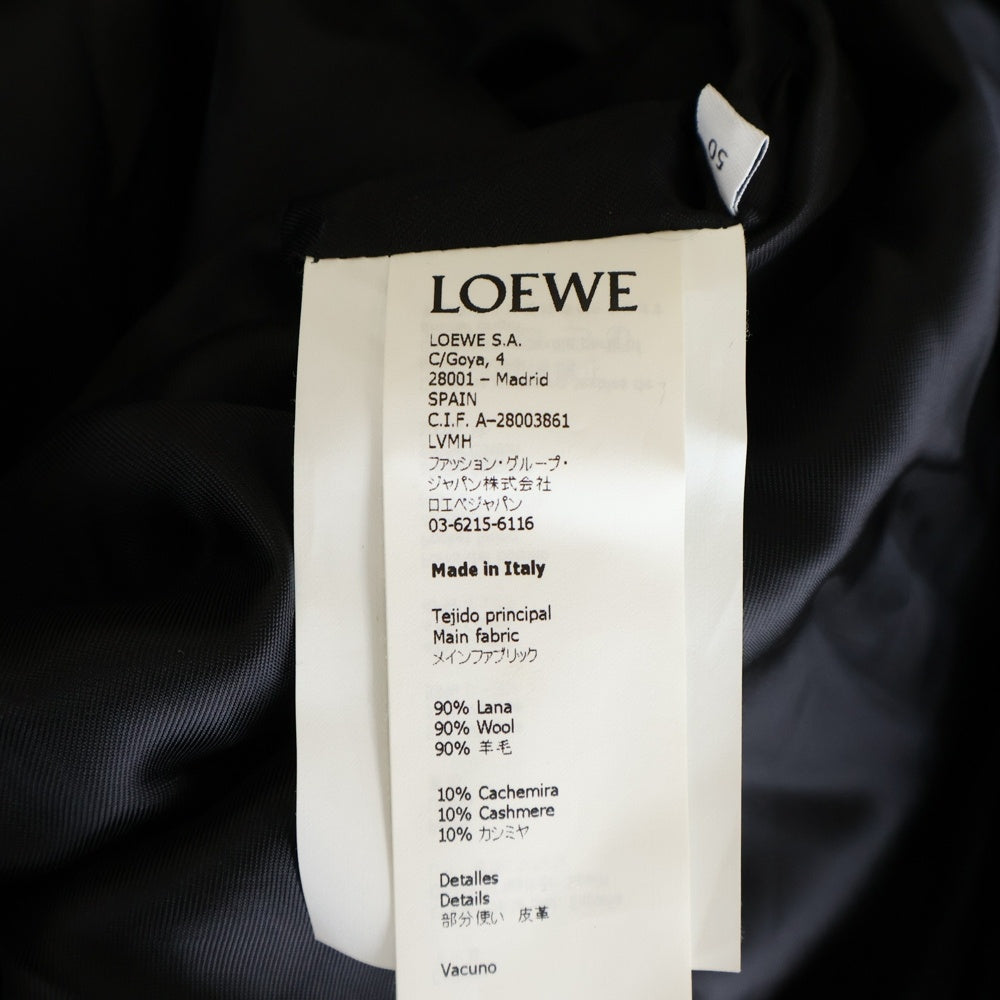 50
LOEWE
LOEWE S.A.
C/Goya, 4
28001 – Madrid
SPAIN
C.I.F. A–28003861
LVMH
ファッション・グループ・
ジャパン株式会社
ロエベジャパン
03-6215-6116
Made in Italy
Tejido principal
Main fabric
メインファブリック
90% Lana
90% Wool
90% 羊毛
10% Cachemira
10% Cashmere
10% カシミヤ
Detalles
Details
部分使い 皮革
Vacuno